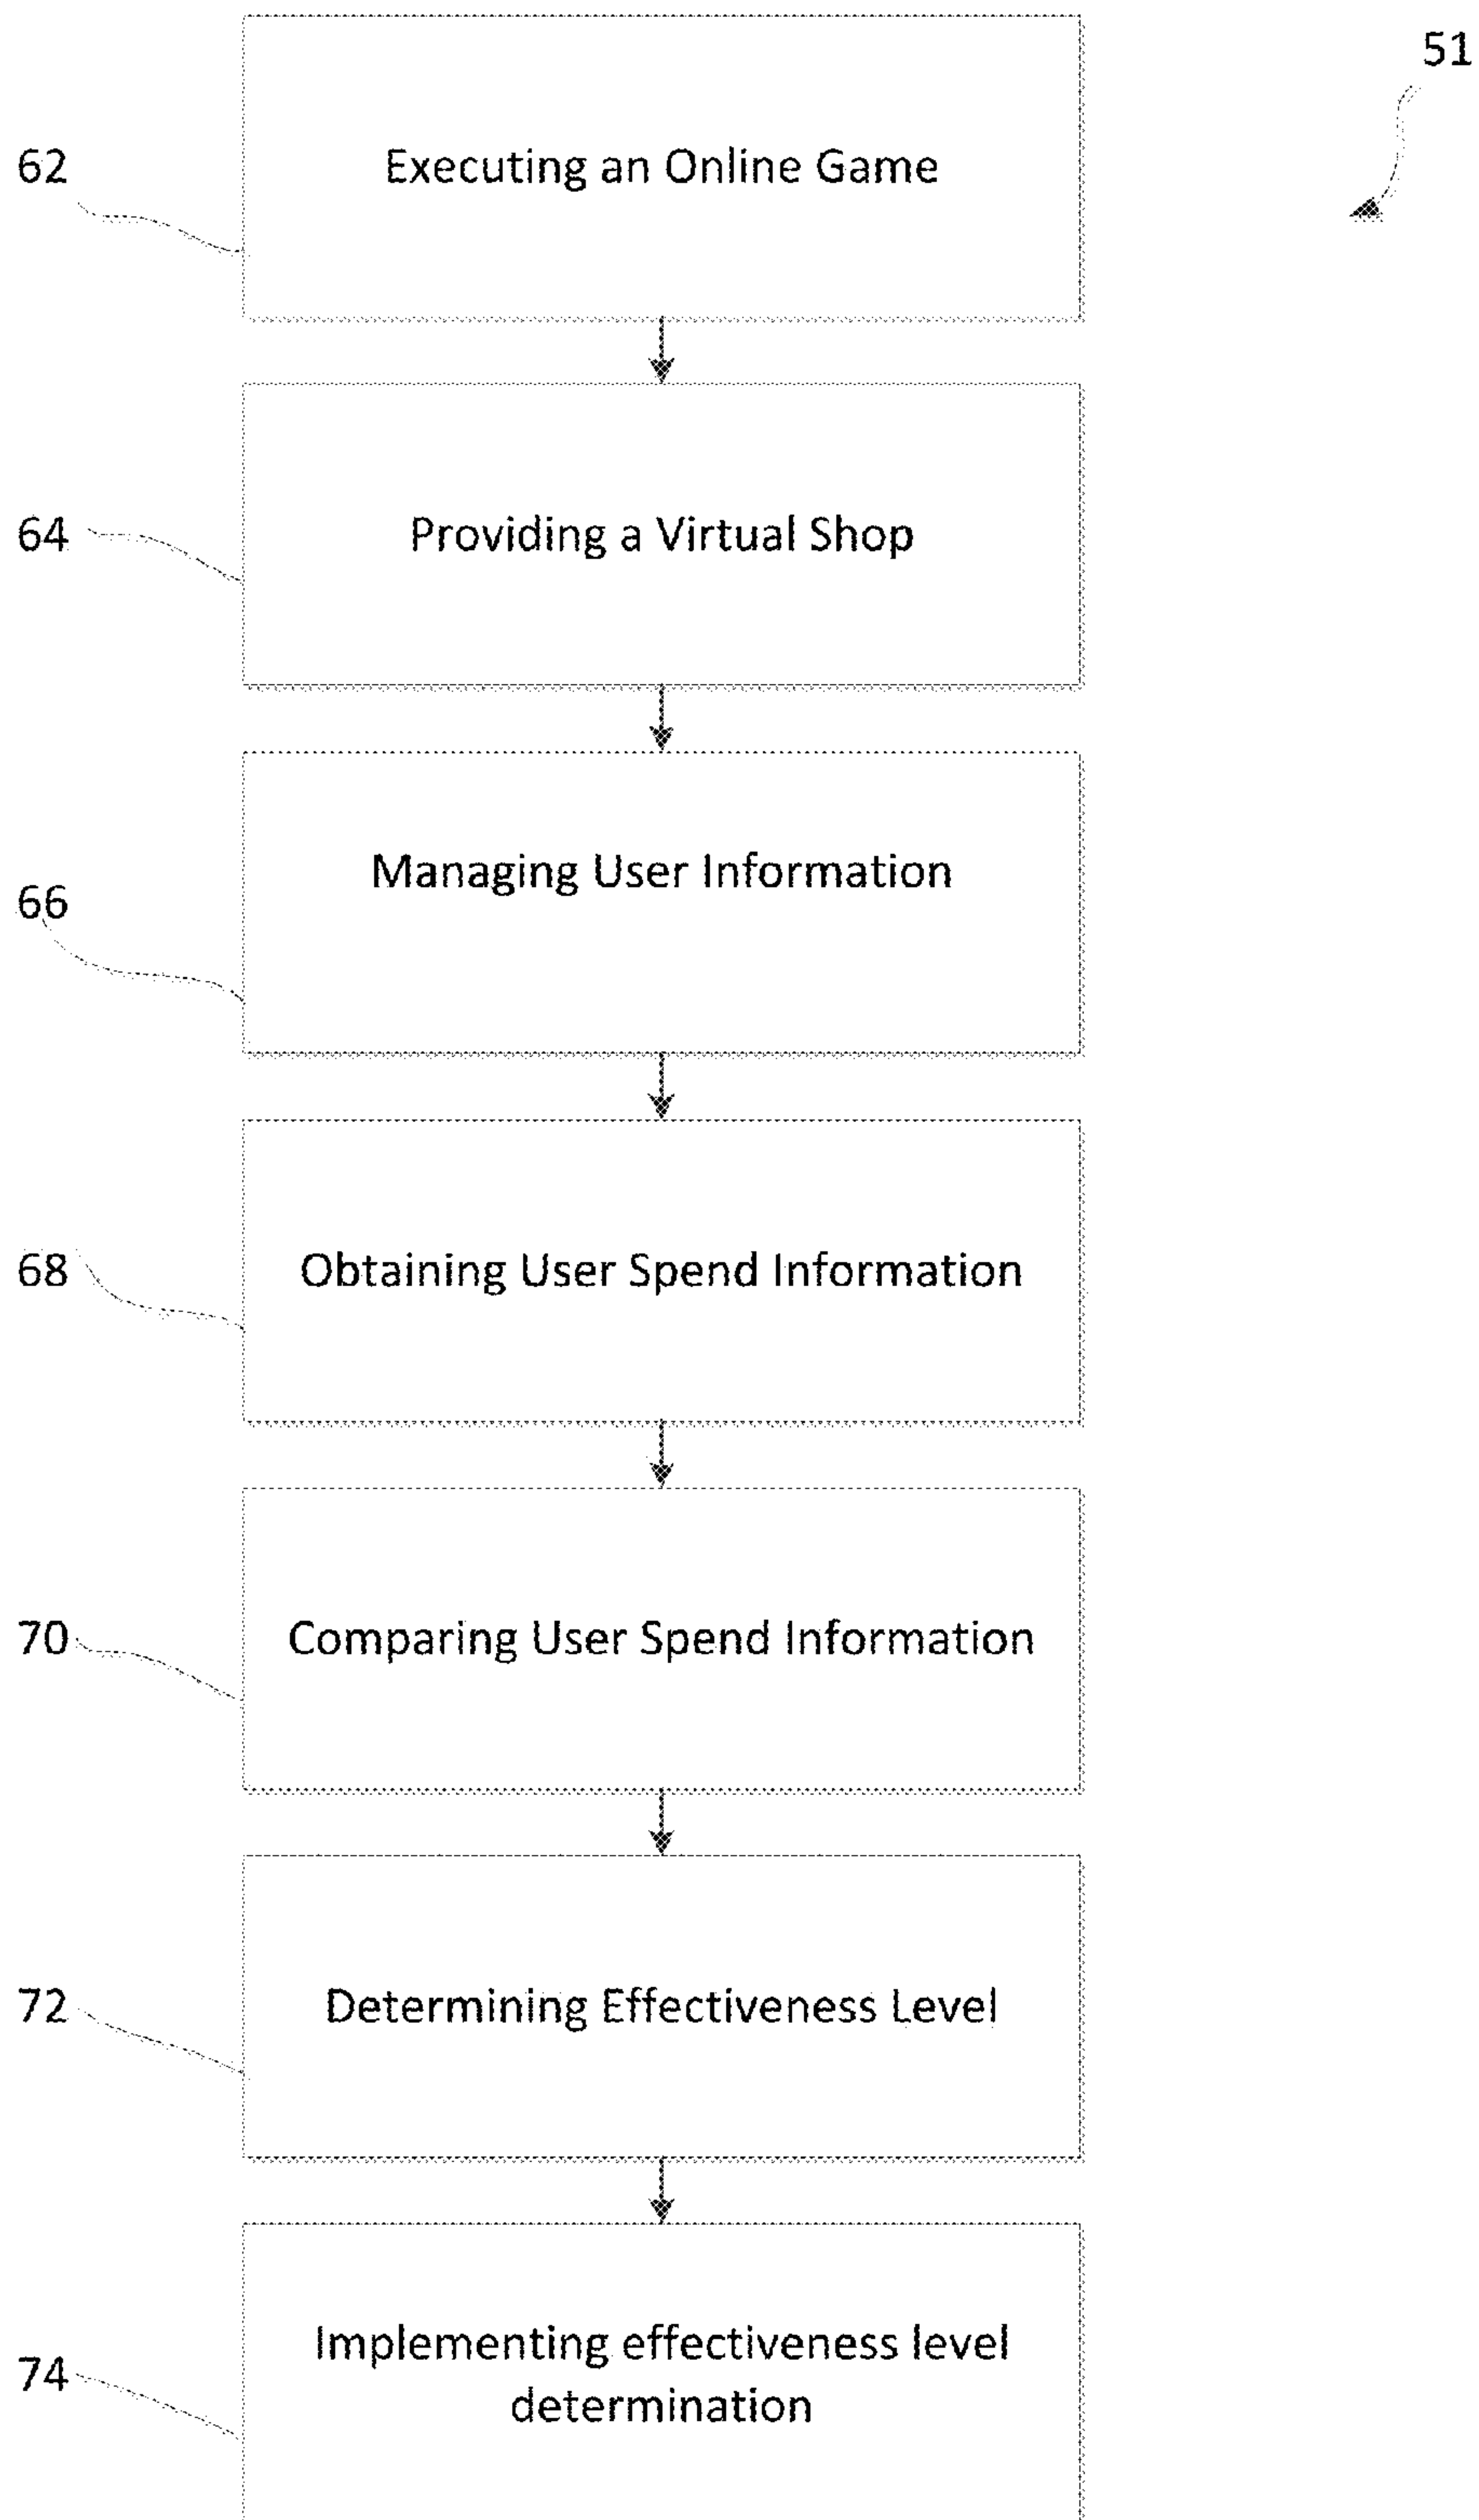 51
62
Executing an Online Game
64
Providing a Virtual Shop
66
Managing User Information
68
Obtaining User Spend Information
70
Comparing User Spend Information
72
Determining Effectiveness Level
74
Implementing effectiveness level
determination